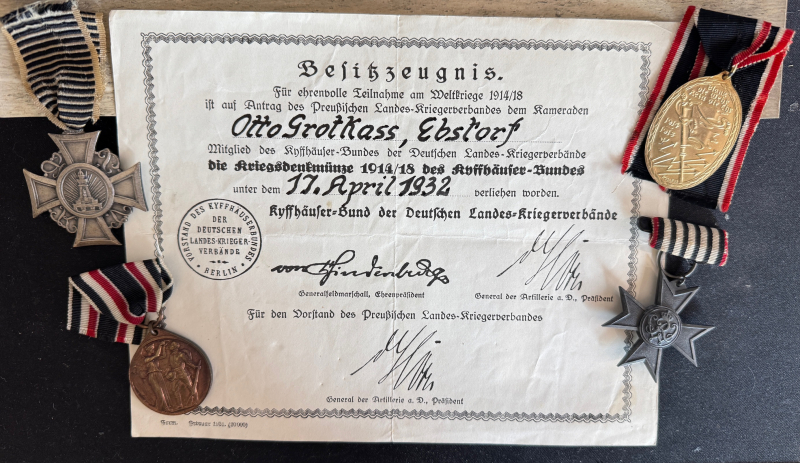 Besitzzeugnis.
Für ehrenvolle Teilnahme am Weltkriege 1914/18
ist auf Antrag des Preußischen Landes-Kriegerverbandes dem Kameraden
Otto Grotkass, Ebstorf
Mitglied des Kyffhäuser-Bundes der Deutschen Landes-Kriegerverbände
die Kriegsdenkmünze 1914/18 des Kyffhäuser-Bundes
unter dem 17. April 1932 verliehen worden.
Kyffhäuser-Bund der Deutschen Landes-Kriegerverbände
VORSTAND DES KYFFHÄUSERBUNDES
DER
DEUTSCHEN
LANDES-KRIEGER-
VERBÄNDE
BERLIN
von Hindenburg
Generalfeldmarschall, Ehrenpräsident
General der Artillerie a. D., Präsident
Für den Vorstand des Preußischen Landes-Kriegerverbandes
General der Artillerie a. D., Präsident